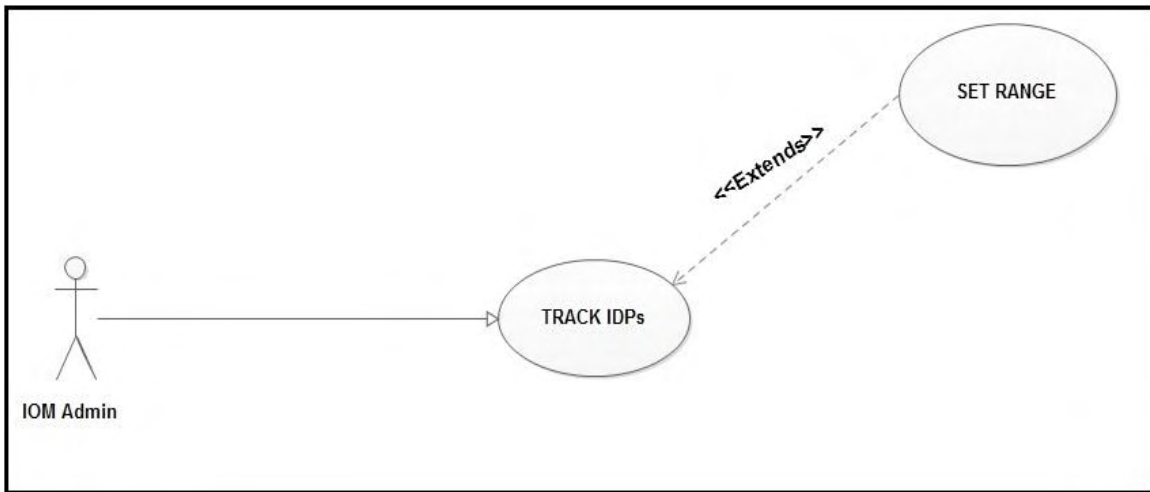 SET RANGE
<<Extends>>
TRACK IDPs
IOM Admin